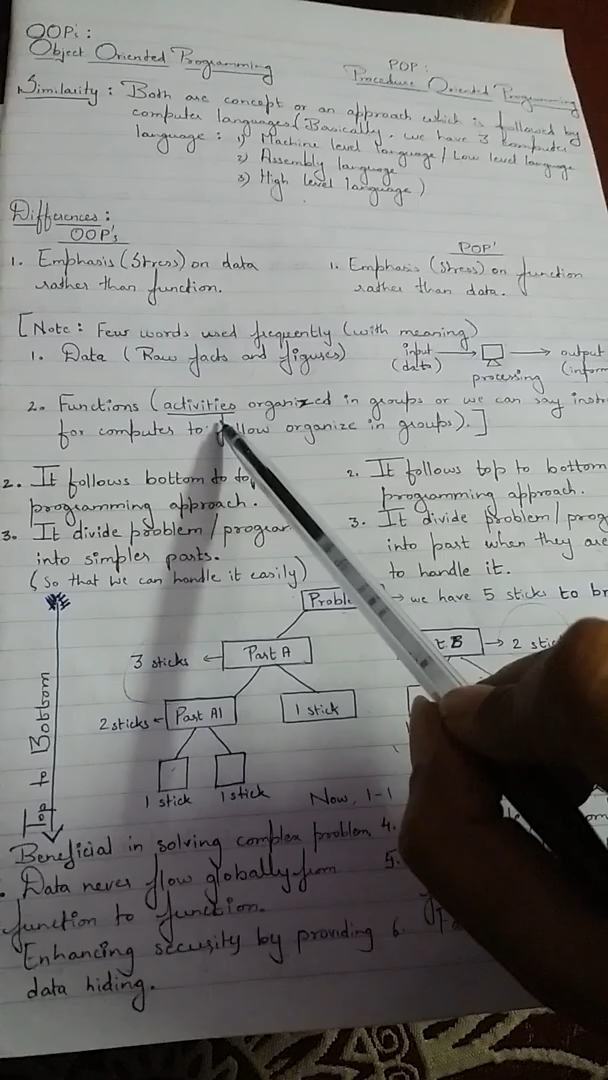 OOPs:
Object Oriented Programming
POP:
Procedure Oriented Programming
Similarity: Both are concept or an approach which is followed by
computer languages (Basically, we have 3 computer
language: 1) Machine level language / Low level language
2) Assembly language
3) High level language)
Differences:
OOP's
POP'
1. Emphasis (Stress) on data
rather than function.
1. Emphasis (Stress) on function
rather than data.
[Note: Few words used frequently (with meaning)
1. Data (Raw facts and figures)
input
(data)
processing
output
(inform
2. Functions (activities organized in groups or we can say instr
for computer to follow organize in groups).]
2. It follows bottom to top
programming approach.
3. It divide problem / program
into simpler parts.
(So that we can handle it easily)
2. It follows top to bottom
programming approach.
3. It divide problem / prog
into part when they are
to handle it.
Proble
→ we have 5 sticks to br
3 sticks ← Part A
t B → 2 stic
2 sticks ← Part A1
1 stick
1 stick
1 stick
Now, 1-1
Top to Bottom
Beneficial in solving complex problem
4.
Data never flow globally from
function to function.
5.
Enhancing security by providing
data hiding.
6.